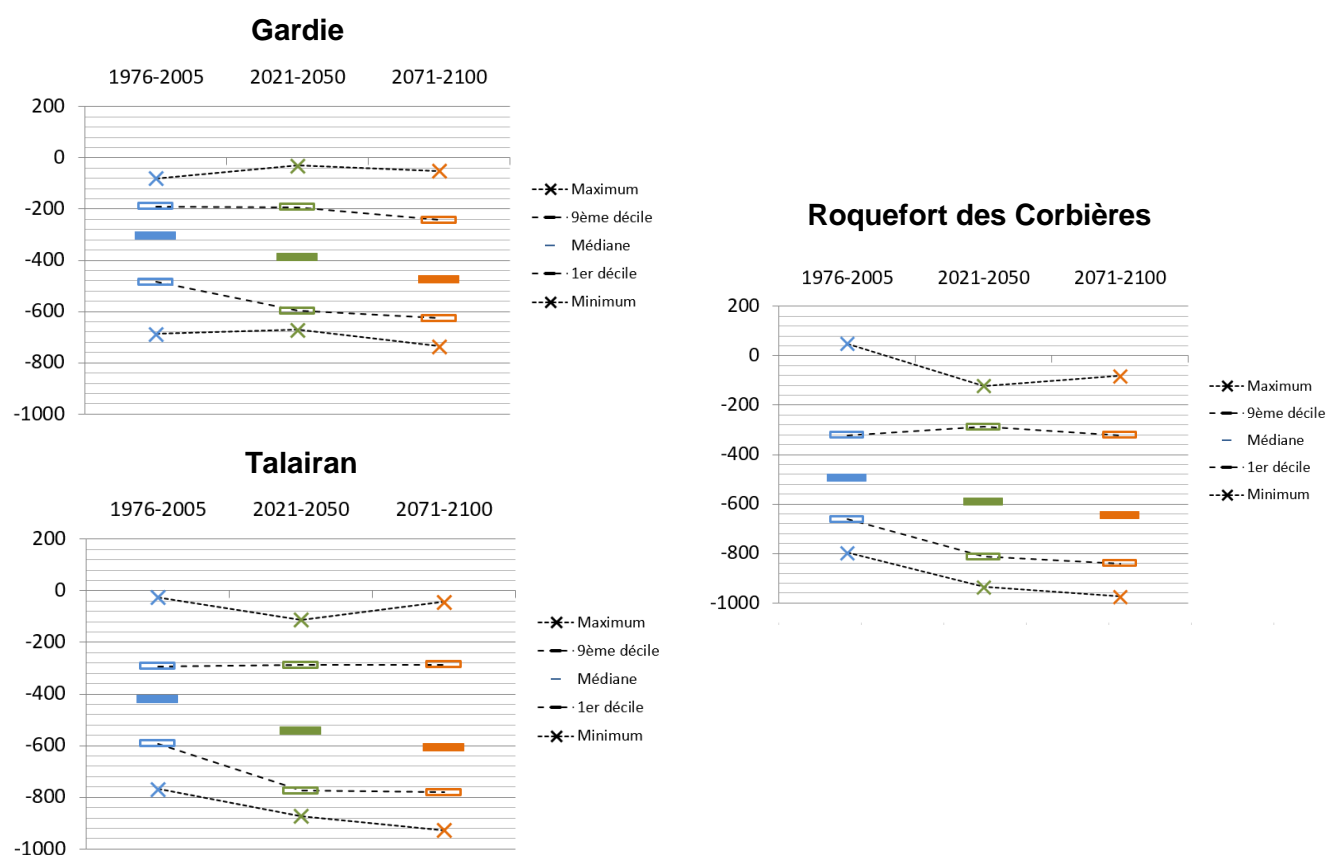 Gardie
1976-2005 2021-2050 2071-2100
200
0
-200
-400
-600
-800
-1000
Maximum
9ème décile
Médiane
1er décile
Minimum
Talairan
1976-2005 2021-2050 2071-2100
200
0
-200
-400
-600
-800
-1000
Maximum
9ème décile
Médiane
1er décile
Minimum
Roquefort des Corbières
1976-2005 2021-2050 2071-2100
200
0
-200
-400
-600
-800
-1000
Maximum
9ème décile
Médiane
1er décile
Minimum